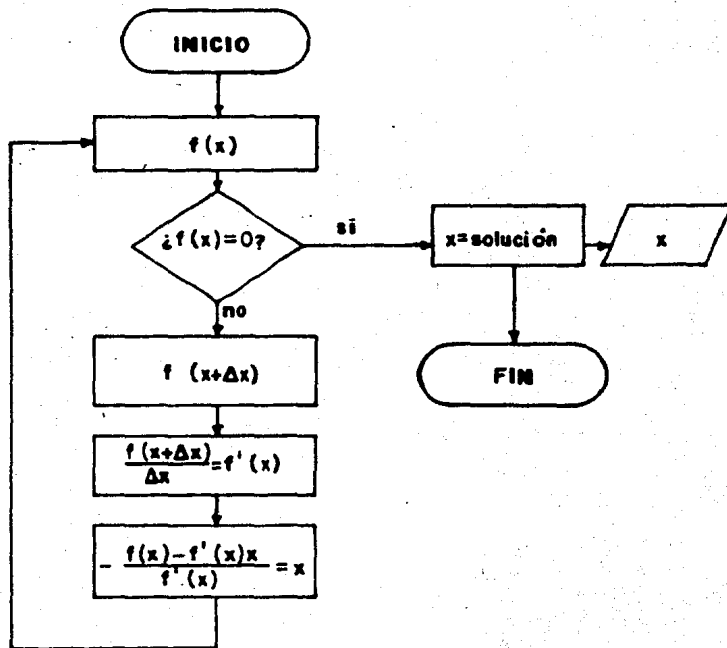 INICIO
f(x)
¿f(x)=0?
sí
x=solución
x
no
f (x+Δx)
FIN
f(x+Δx)
Δx
=f'(x)
- f(x)-f'(x)x
f'.(x)
=x